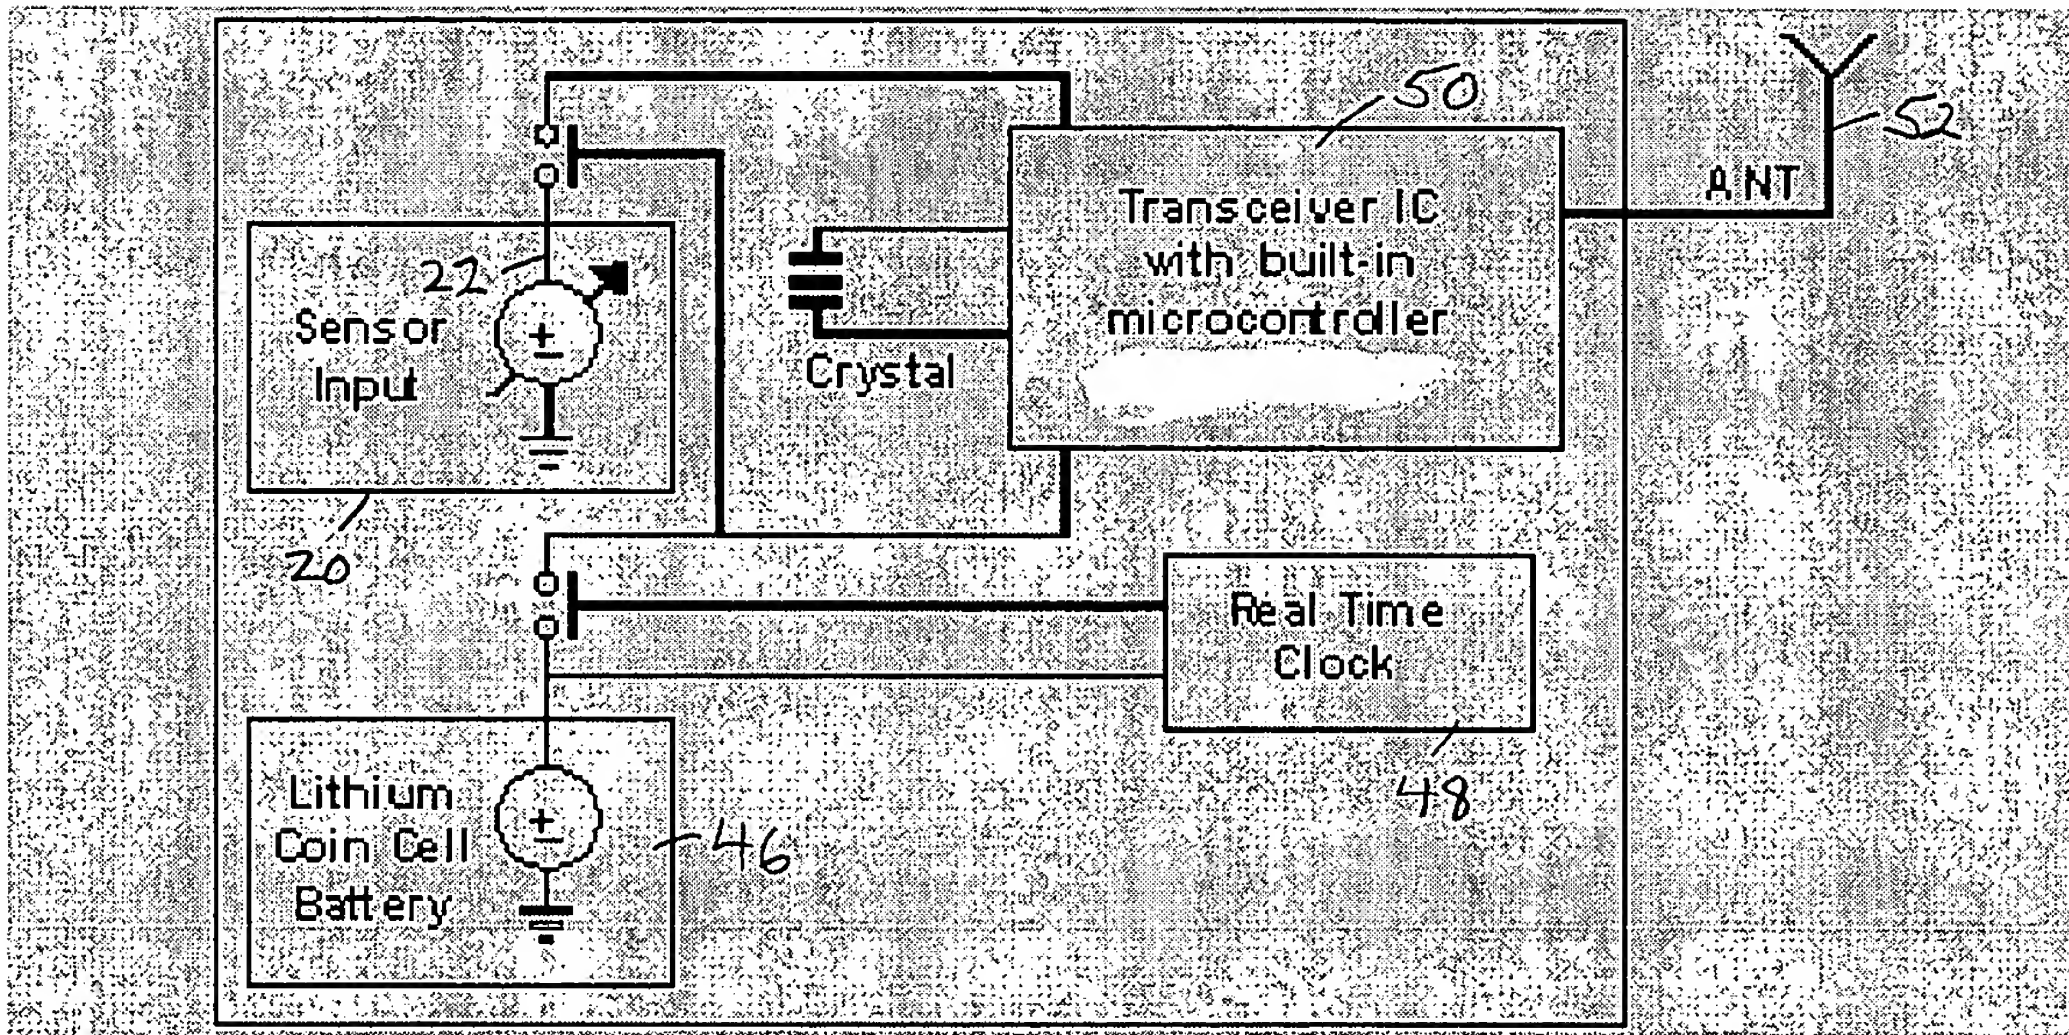 50
52
ANT
Transceiver IC
with built-in
microcontroller
22
Sensor
Input
Crystal
20
Real Time
Clock
48
Lithium
Coin Cell
Battery
46